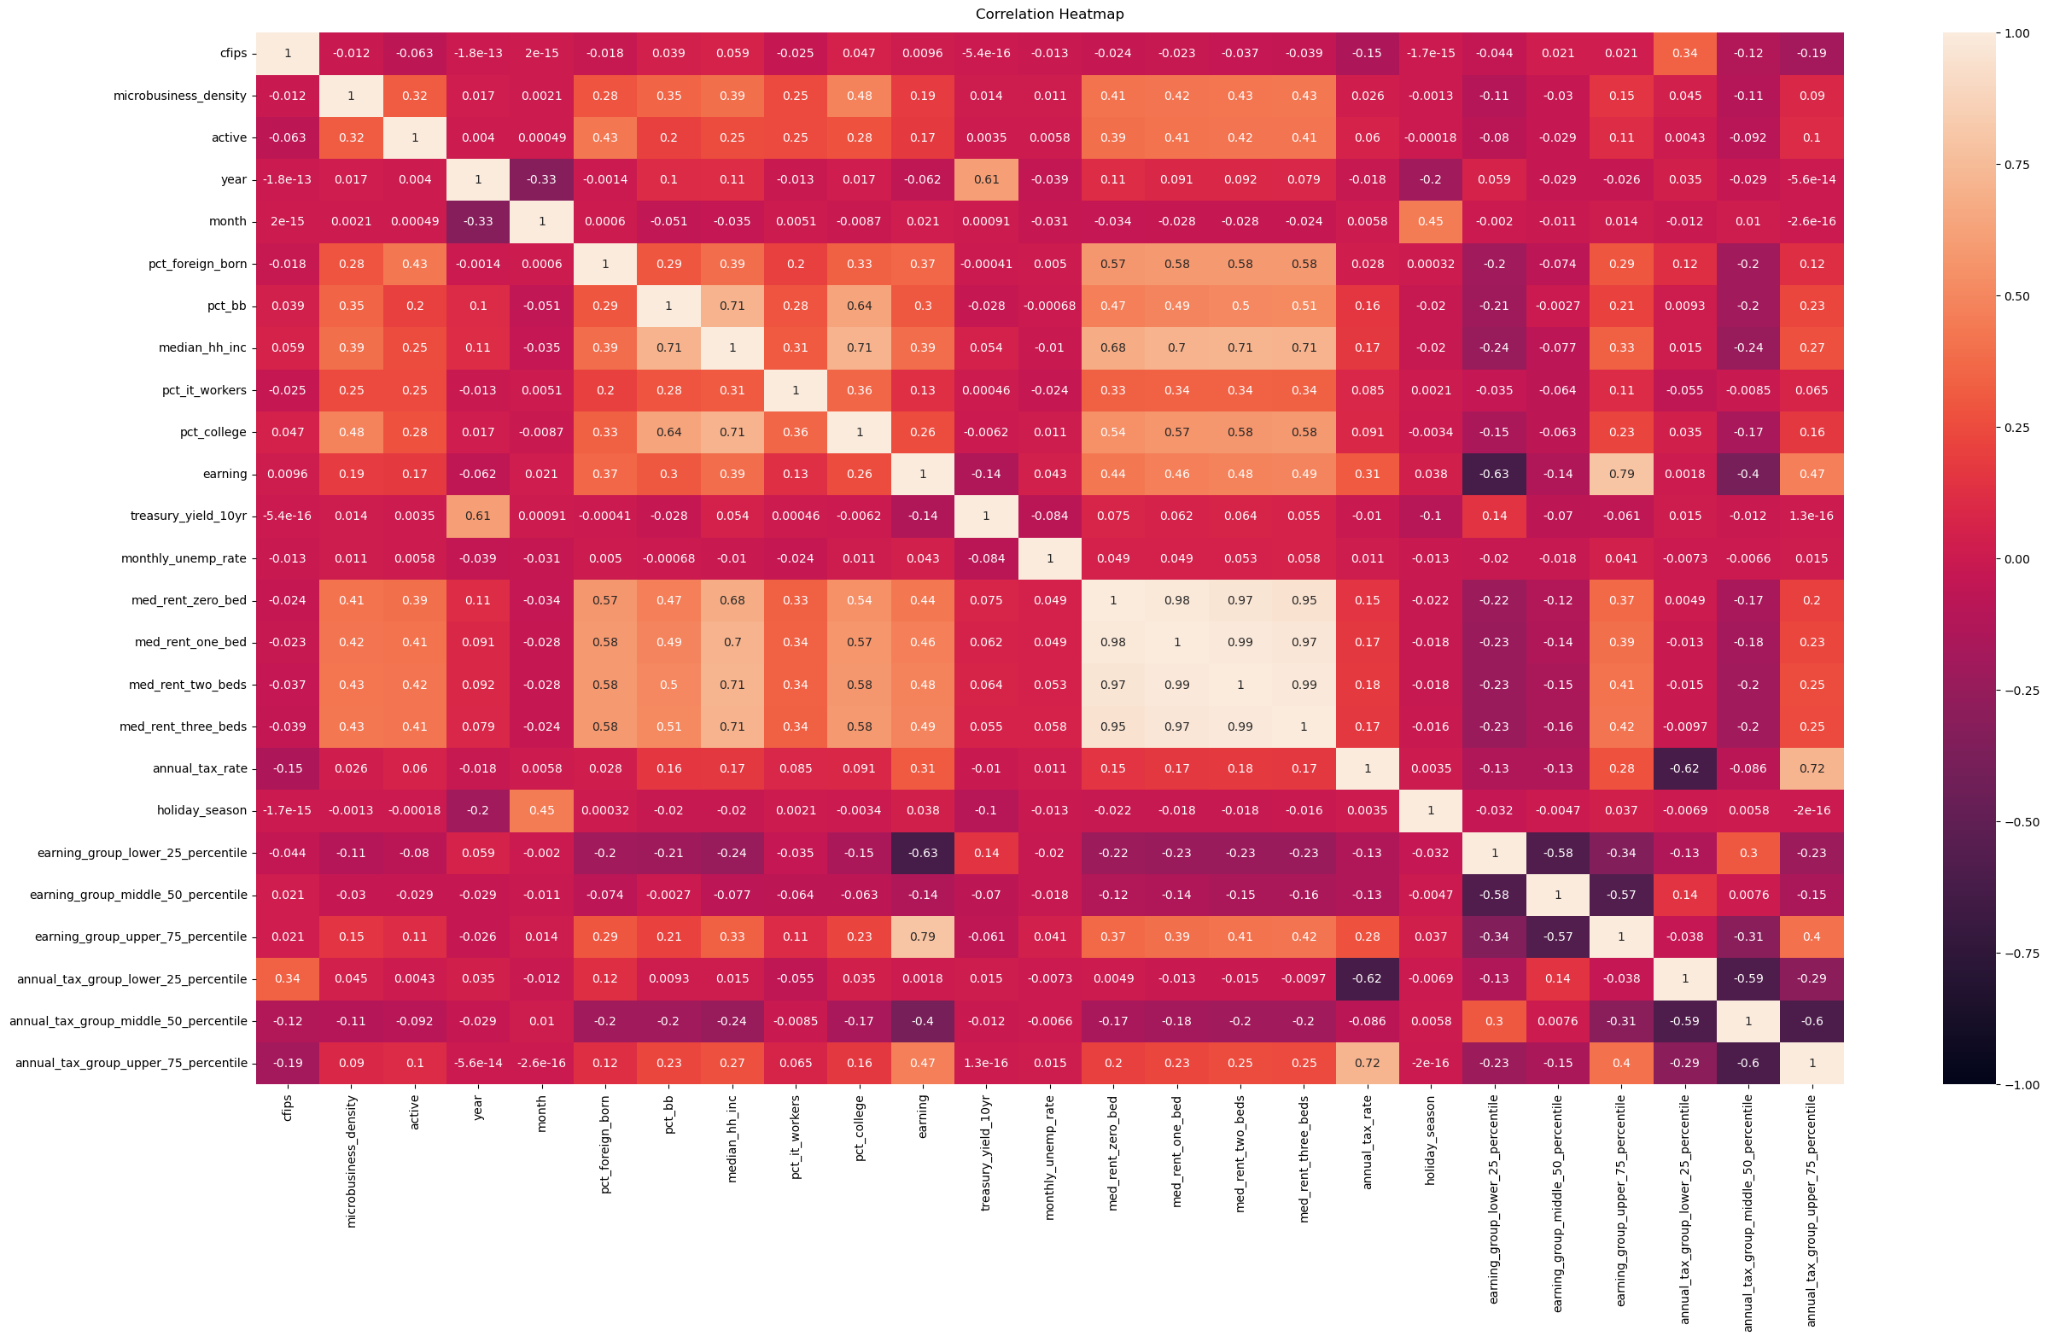 Correlation Heatmap
cfips 1 -0.012 -0.063 -1.8e-13 2e-15 -0.018 0.039 0.059 -0.025 0.047 0.0096 -5.4e-16 -0.013 -0.024 -0.023 -0.037 -0.039 -0.15 -1.7e-15 -0.044 0.021 0.021 0.34 -0.12 -0.19
microbusiness_density -0.012 1 0.32 0.017 0.0021 0.28 0.35 0.39 0.25 0.48 0.19 0.014 0.011 0.41 0.42 0.43 0.43 0.026 -0.0013 -0.11 -0.03 0.15 0.045 -0.11 0.09
active -0.063 0.32 1 0.004 0.00049 0.43 0.2 0.25 0.25 0.28 0.17 0.0035 0.0058 0.39 0.41 0.42 0.41 0.06 -0.00018 -0.08 -0.029 0.11 0.0043 -0.092 0.1
year -1.8e-13 0.017 0.004 1 -0.33 -0.0014 0.1 0.11 -0.013 0.017 -0.062 0.61 -0.039 0.11 0.091 0.092 0.079 -0.018 -0.2 0.059 -0.029 -0.026 0.035 -0.029 -5.6e-14
month 2e-15 0.0021 0.00049 -0.33 1 0.0006 -0.051 -0.035 0.0051 -0.0087 0.021 0.00091 -0.031 -0.034 -0.028 -0.028 -0.024 0.0058 0.45 -0.002 -0.011 0.014 -0.012 0.01 -2.6e-16
pct_foreign_born -0.018 0.28 0.43 -0.0014 0.0006 1 0.29 0.39 0.2 0.33 0.37 -0.00041 0.005 0.57 0.58 0.58 0.58 0.028 0.00032 -0.2 -0.074 0.29 0.12 -0.2 0.12
pct_bb 0.039 0.35 0.2 0.1 -0.051 0.29 1 0.71 0.28 0.64 0.3 -0.028 -0.00068 0.47 0.49 0.5 0.51 0.16 -0.02 -0.21 -0.0027 0.21 0.0093 -0.2 0.23
median_hh_inc 0.059 0.39 0.25 0.11 -0.035 0.39 0.71 1 0.31 0.71 0.39 0.054 -0.01 0.68 0.7 0.71 0.71 0.17 -0.02 -0.24 -0.077 0.33 0.015 -0.24 0.27
pct_it_workers -0.025 0.25 0.25 -0.013 0.0051 0.2 0.28 0.31 1 0.36 0.13 0.00046 -0.024 0.33 0.34 0.34 0.34 0.085 0.0021 -0.035 -0.064 0.11 -0.055 -0.0085 0.065
pct_college 0.047 0.48 0.28 0.017 -0.0087 0.33 0.64 0.71 0.36 1 0.26 -0.0062 0.011 0.54 0.57 0.58 0.58 0.091 -0.0034 -0.15 -0.063 0.23 0.035 -0.17 0.16
earning 0.0096 0.19 0.17 -0.062 0.021 0.37 0.3 0.39 0.13 0.26 1 -0.14 0.043 0.44 0.46 0.48 0.49 0.31 0.038 -0.63 -0.14 0.79 0.0018 -0.4 0.47
treasury_yield_10yr -5.4e-16 0.014 0.0035 0.61 0.00091 -0.00041 -0.028 0.054 0.00046 -0.0062 -0.14 1 -0.084 0.075 0.062 0.064 0.055 -0.01 -0.1 0.14 -0.07 -0.061 0.015 -0.012 1.3e-16
monthly_unemp_rate -0.013 0.011 0.0058 -0.039 -0.031 0.005 -0.00068 -0.01 -0.024 0.011 0.043 -0.084 1 0.049 0.049 0.053 0.058 0.011 -0.013 -0.02 -0.018 0.041 -0.0073 -0.0066 0.015
med_rent_zero_bed -0.024 0.41 0.39 0.11 -0.034 0.57 0.47 0.68 0.33 0.54 0.44 0.075 0.049 1 0.98 0.97 0.95 0.15 -0.022 -0.22 -0.12 0.37 0.0049 -0.17 0.2
med_rent_one_bed -0.023 0.42 0.41 0.091 -0.028 0.58 0.49 0.7 0.34 0.57 0.46 0.062 0.049 0.98 1 0.99 0.97 0.17 -0.018 -0.23 -0.14 0.39 -0.013 -0.18 0.23
med_rent_two_beds -0.037 0.43 0.42 0.092 -0.028 0.58 0.5 0.71 0.34 0.58 0.48 0.064 0.053 0.97 0.99 1 0.99 0.18 -0.018 -0.23 -0.15 0.41 -0.015 -0.2 0.25
med_rent_three_beds -0.039 0.43 0.41 0.079 -0.024 0.58 0.51 0.71 0.34 0.58 0.49 0.055 0.058 0.95 0.97 0.99 1 0.17 -0.016 -0.23 -0.16 0.42 -0.0097 -0.2 0.25
annual_tax_rate -0.15 0.026 0.06 -0.018 0.0058 0.028 0.16 0.17 0.085 0.091 0.31 -0.01 0.011 0.15 0.17 0.18 0.17 1 0.0035 -0.13 -0.13 0.28 -0.62 -0.086 0.72
holiday_season -1.7e-15 -0.0013 -0.00018 -0.2 0.45 0.00032 -0.02 -0.02 0.0021 -0.0034 0.038 -0.1 -0.013 -0.022 -0.018 -0.018 -0.016 0.0035 1 -0.032 -0.0047 0.037 -0.0069 0.0058 -2e-16
earning_group_lower_25_percentile -0.044 -0.11 -0.08 0.059 -0.002 -0.2 -0.21 -0.24 -0.035 -0.15 -0.63 0.14 -0.02 -0.22 -0.23 -0.23 -0.23 -0.13 -0.032 1 -0.58 -0.34 -0.13 0.3 -0.23
earning_group_middle_50_percentile 0.021 -0.03 -0.029 -0.029 -0.011 -0.074 -0.0027 -0.077 -0.064 -0.063 -0.14 -0.07 -0.018 -0.12 -0.14 -0.15 -0.16 -0.13 -0.0047 -0.58 1 -0.57 0.14 0.0076 -0.15
earning_group_upper_75_percentile 0.021 0.15 0.11 -0.026 0.014 0.29 0.21 0.33 0.11 0.23 0.79 -0.061 0.041 0.37 0.39 0.41 0.42 0.28 0.037 -0.34 -0.57 1 -0.038 -0.31 0.4
annual_tax_group_lower_25_percentile 0.34 0.045 0.0043 0.035 -0.012 0.12 0.0093 0.015 -0.055 0.035 0.0018 0.015 -0.0073 0.0049 -0.013 -0.015 -0.0097 -0.62 -0.0069 -0.13 0.14 -0.038 1 -0.59 -0.29
annual_tax_group_middle_50_percentile -0.12 -0.11 -0.092 -0.029 0.01 -0.2 -0.2 -0.24 -0.0085 -0.17 -0.4 -0.012 -0.0066 -0.17 -0.18 -0.2 -0.2 -0.086 0.0058 0.3 0.0076 -0.31 -0.59 1 -0.6
annual_tax_group_upper_75_percentile -0.19 0.09 0.1 -5.6e-14 -2.6e-16 0.12 0.23 0.27 0.065 0.16 0.47 1.3e-16 0.015 0.2 0.23 0.25 0.25 0.72 -2e-16 -0.23 -0.15 0.4 -0.29 -0.6 1
cfips
microbusiness_density
active
year
month
pct_foreign_born
pct_bb
median_hh_inc
pct_it_workers
pct_college
earning
treasury_yield_10yr
monthly_unemp_rate
med_rent_zero_bed
med_rent_one_bed
med_rent_two_beds
med_rent_three_beds
annual_tax_rate
holiday_season
earning_group_lower_25_percentile
earning_group_middle_50_percentile
earning_group_upper_75_percentile
annual_tax_group_lower_25_percentile
annual_tax_group_middle_50_percentile
annual_tax_group_upper_75_percentile
1.00
0.75
0.50
0.25
0.00
−0.25
−0.50
−0.75
−1.00